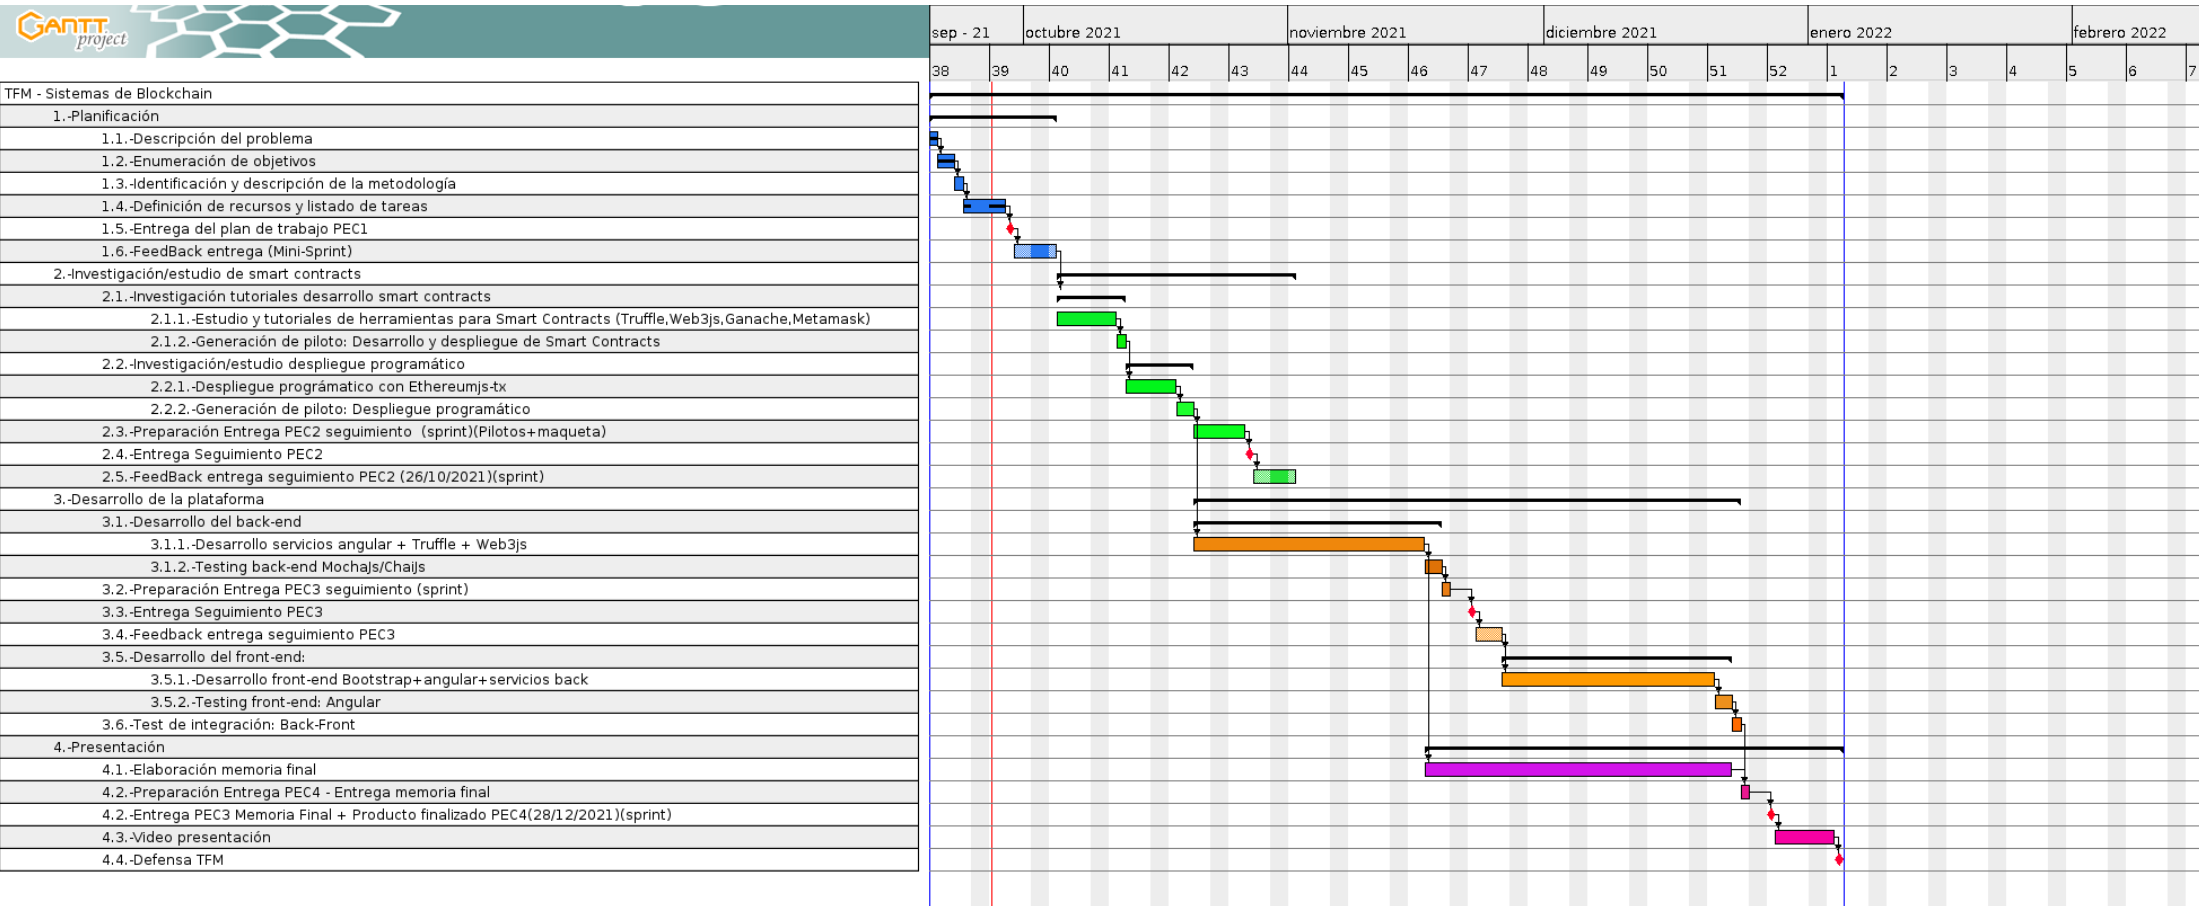 GANTT
project
sep - 21 octubre 2021 noviembre 2021 diciembre 2021 enero 2022 febrero 2022
38 39 40 41 42 43 44 45 46 47 48 49 50 51 52 1 2 3 4 5 6 7
TFM - Sistemas de Blockchain
1.-Planificación
1.1.-Descripción del problema
1.2.-Enumeración de objetivos
1.3.-Identificación y descripción de la metodología
1.4.-Definición de recursos y listado de tareas
1.5.-Entrega del plan de trabajo PEC1
1.6.-FeedBack entrega (Mini-Sprint)
2.-Investigación/estudio de smart contracts
2.1.-Investigación tutoriales desarrollo smart contracts
2.1.1.-Estudio y tutoriales de herramientas para Smart Contracts (Truffle,Web3js,Ganache,Metamask)
2.1.2.-Generación de piloto: Desarrollo y despliegue de Smart Contracts
2.2.-Investigación/estudio despliegue programático
2.2.1.-Despliegue prográmatico con Ethereumjs-tx
2.2.2.-Generación de piloto: Despliegue programático
2.3.-Preparación Entrega PEC2 seguimiento (sprint)(Pilotos+maqueta)
2.4.-Entrega Seguimiento PEC2
2.5.-FeedBack entrega seguimiento PEC2 (26/10/2021)(sprint)
3.-Desarrollo de la plataforma
3.1.-Desarrollo del back-end
3.1.1.-Desarrollo servicios angular + Truffle + Web3js
3.1.2.-Testing back-end MochaJs/ChaiJs
3.2.-Preparación Entrega PEC3 seguimiento (sprint)
3.3.-Entrega Seguimiento PEC3
3.4.-Feedback entrega seguimiento PEC3
3.5.-Desarrollo del front-end:
3.5.1.-Desarrollo front-end Bootstrap+angular+servicios back
3.5.2.-Testing front-end: Angular
3.6.-Test de integración: Back-Front
4.-Presentación
4.1.-Elaboración memoria final
4.2.-Preparación Entrega PEC4 - Entrega memoria final
4.2.-Entrega PEC3 Memoria Final + Producto finalizado PEC4(28/12/2021)(sprint)
4.3.-Video presentación
4.4.-Defensa TFM